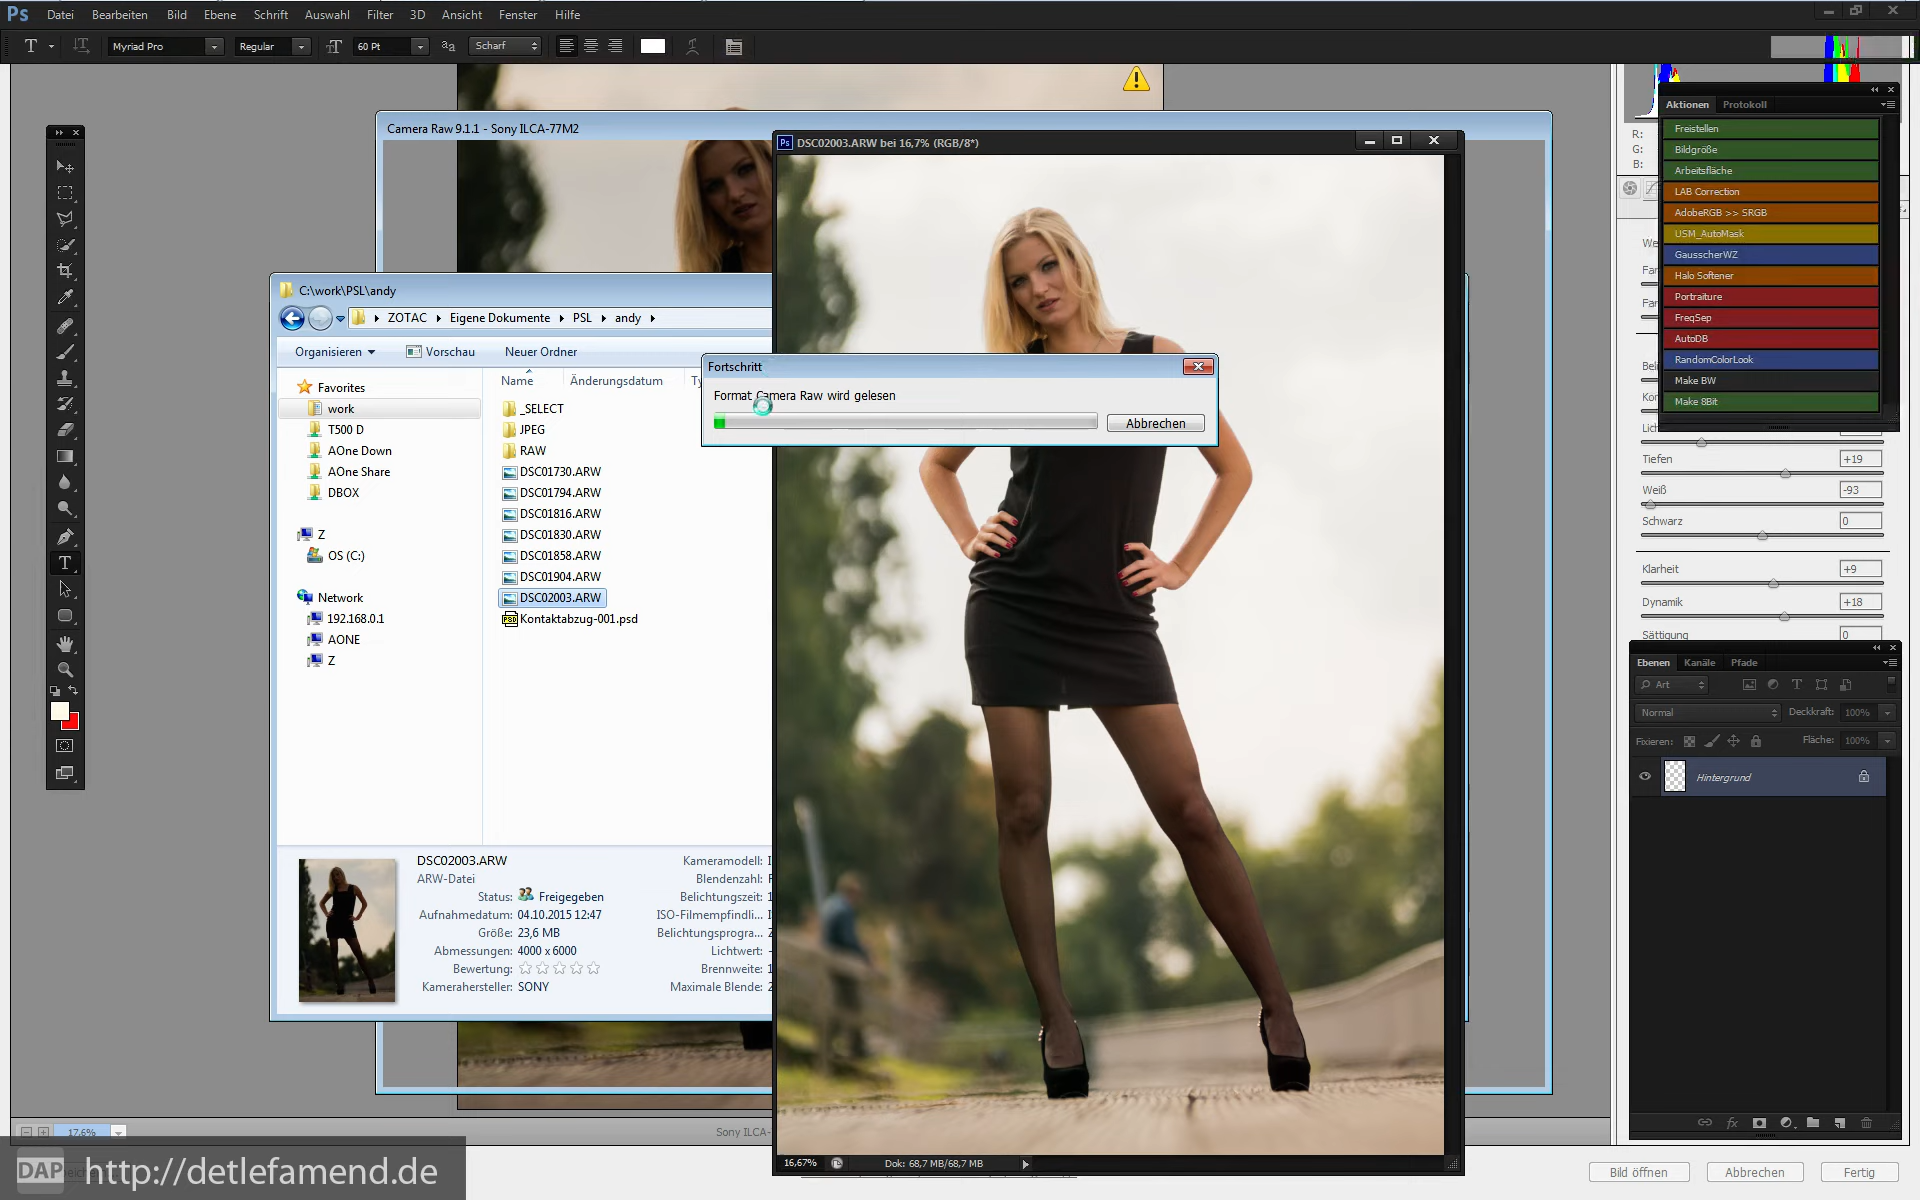 Ps Datei Bearbeiten Bild Ebene Schrift Auswahl Filter 3D Ansicht Fenster Hilfe
T Myriad Pro Regular 60 Pt Scharf
Camera Raw 9.1.1 - Sony ILCA-77M2
DSC02003.ARW bei 16,7% (RGB/8*)
C:\work\PSL\andy
ZOTAC Eigene Dokumente PSL andy
Organisieren Vorschau Neuer Ordner
Favorites
work
T500 D
AOne Down
AOne Share
DBOX
Z
OS (C:)
Network
192.168.0.1
AONE
Z
Name Änderungsdatum
_SELECT
JPEG
RAW
DSC01730.ARW
DSC01794.ARW
DSC01816.ARW
DSC01830.ARW
DSC01858.ARW
DSC01904.ARW
DSC02003.ARW
Kontaktabzug-001.psd
Fortschritt
Format Camera Raw wird gelesen
Abbrechen
DSC02003.ARW
ARW-Datei
Status: Freigegeben
Aufnahmedatum: 04.10.2015 12:47
Größe: 23,6 MB
Abmessungen: 4000 x 6000
Bewertung:
Kamerahersteller: SONY
Kameramodell:
Blendenzahl:
Belichtungszeit:
ISO-Filmempfindli...
Belichtungsprogra...
Lichtwert:
Brennweite:
Maximale Blende:
16,67% Dok: 68,7 MB/68,7 MB
17,6%
Sony ILCA-
R:
G:
B:
Aktionen Protokoll
Freistellen
Bildgröße
Arbeitsfläche
LAB Correction
AdobeRGB >> SRGB
USM_AutoMask
GausscherWZ
Halo Softener
Portraiture
FreqSep
AutoDB
RandomColorLook
Make BW
Make 8Bit
Tiefen +19
Weiß -93
Schwarz 0
Klarheit +9
Dynamik +18
Sättigung 0
Ebenen Kanäle Pfade
Art
Normal Deckkraft: 100%
Fixieren: Fläche: 100%
Hintergrund
Bild öffnen Abbrechen Fertig
DAP http://detlefamend.de